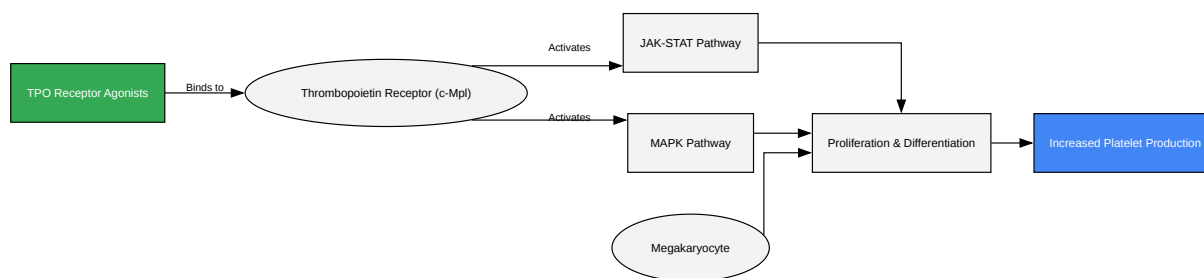 TPO Receptor Agonists
Binds to
Thrombopoietin Receptor (c-Mpl)
Activates
JAK-STAT Pathway
Activates
MAPK Pathway
Proliferation & Differentiation
Increased Platelet Production
Megakaryocyte